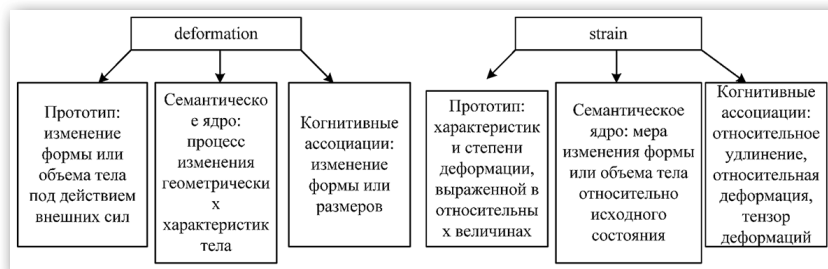 deformation
strain
Прототип:
изменение
формы или
объема тела
под действием
внешних сил
Семантическо
е ядро:
процесс
изменения
геометрически
х
характеристик
тела
Когнитивные
ассоциации:
изменение
формы или
размеров
Прототип:
характеристик
и степени
деформации,
выраженной в
относительны
х величинах
Семантическое
ядро: мера
изменения формы
или объема тела
относительно
исходного
состояния
Когнитивные
ассоциации:
относительное
удлинение,
относительная
деформация,
тензор
деформаций